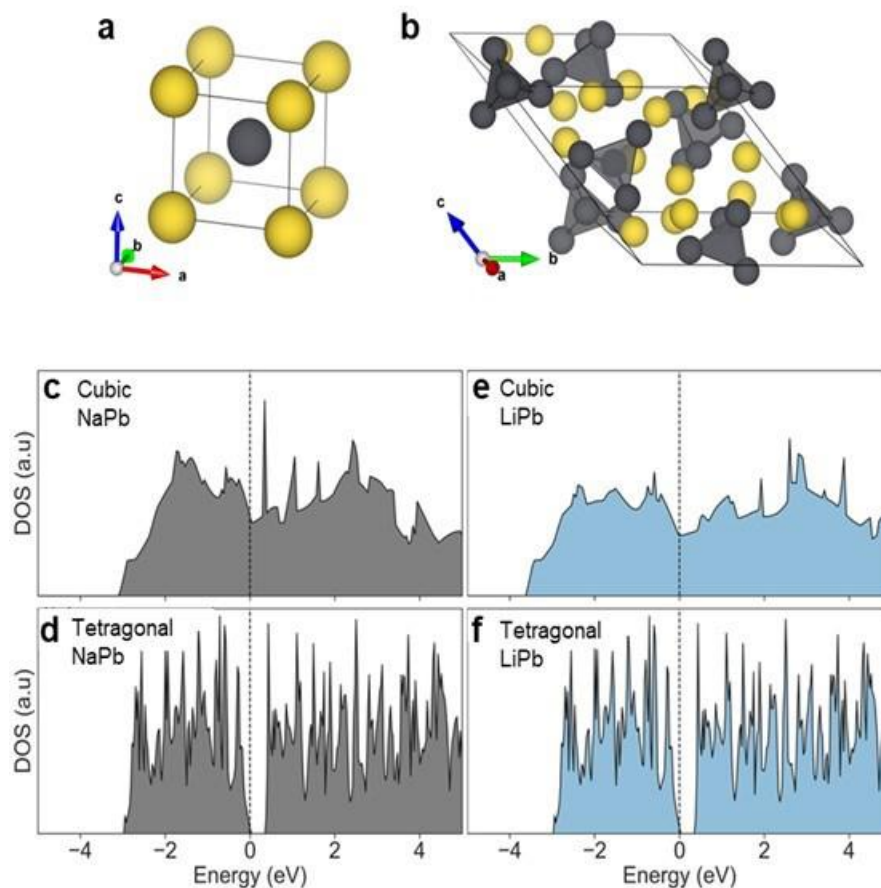 a
b
c
b
a
c
b
a
c Cubic
NaPb
e Cubic
LiPb
DOS (a.u)
d Tetragonal
NaPb
f Tetragonal
LiPb
DOS (a.u)
−4 −2 0 2 4
−4 −2 0 2 4
Energy (eV)
Energy (eV)